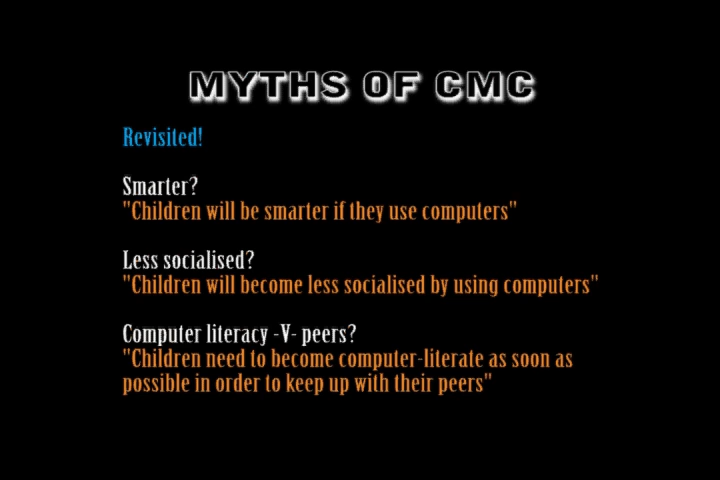 MYTHS OF CMC
Revisited!
Smarter?
"Children will be smarter if they use computers"
Less socialised?
"Children will become less socialised by using computers"
Computer literacy -V- peers?
"Children need to become computer-literate as soon as
possible in order to keep up with their peers"